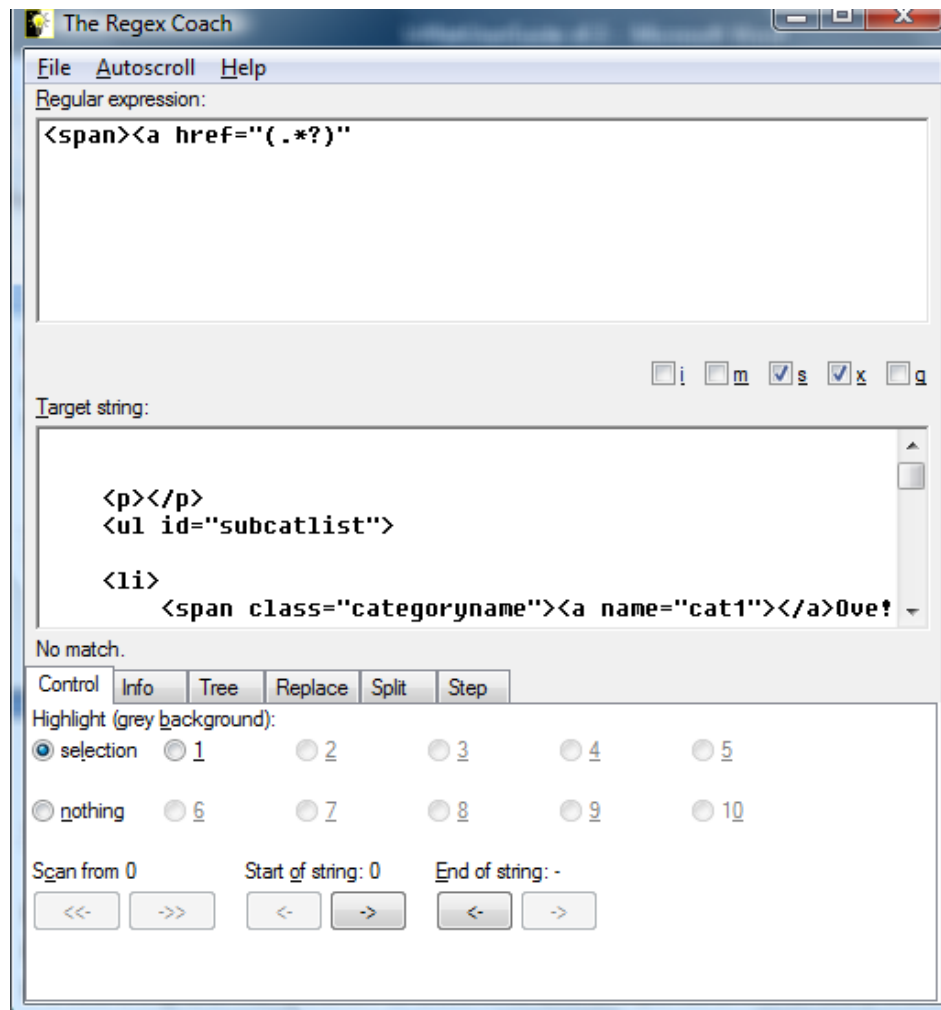 The Regex Coach
File Autoscroll Help
Regular expression:
<span><a href="(.*?)"
i m s x g
Target string:
<p></p>
<ul id="subcatlist">
<li>
<span class="categoryname"><a name="cat1"></a>Ove!
No match.
Control Info Tree Replace Split Step
Highlight (grey background):
selection 1 2 3 4 5
nothing 6 7 8 9 10
Scan from 0 Start of string: 0 End of string: -
<<- ->> <- -> <- ->